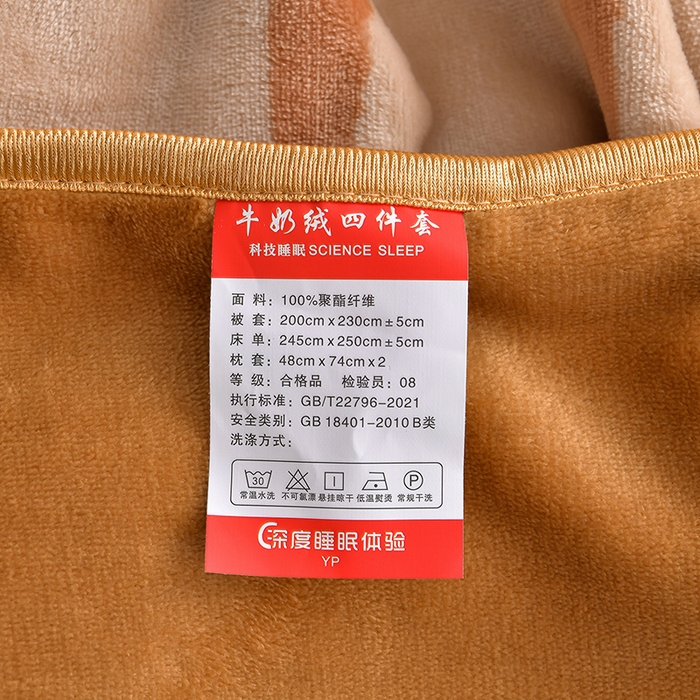 牛奶绒四件套
科技睡眠 SCIENCE SLEEP
面料：100%聚酯纤维
被套：200cm x 230cm±5cm
床单：245cm x 250cm±5cm
枕套：48cm x 74cm x 2
等级：合格品 检验员：08
执行标准：GB/T22796-2021
安全类别：GB 18401-2010 B类
洗涤方式：
30 P
常温水洗 不可氯漂 悬挂晾干 低温熨烫 常规干洗
深度睡眠体验
YP